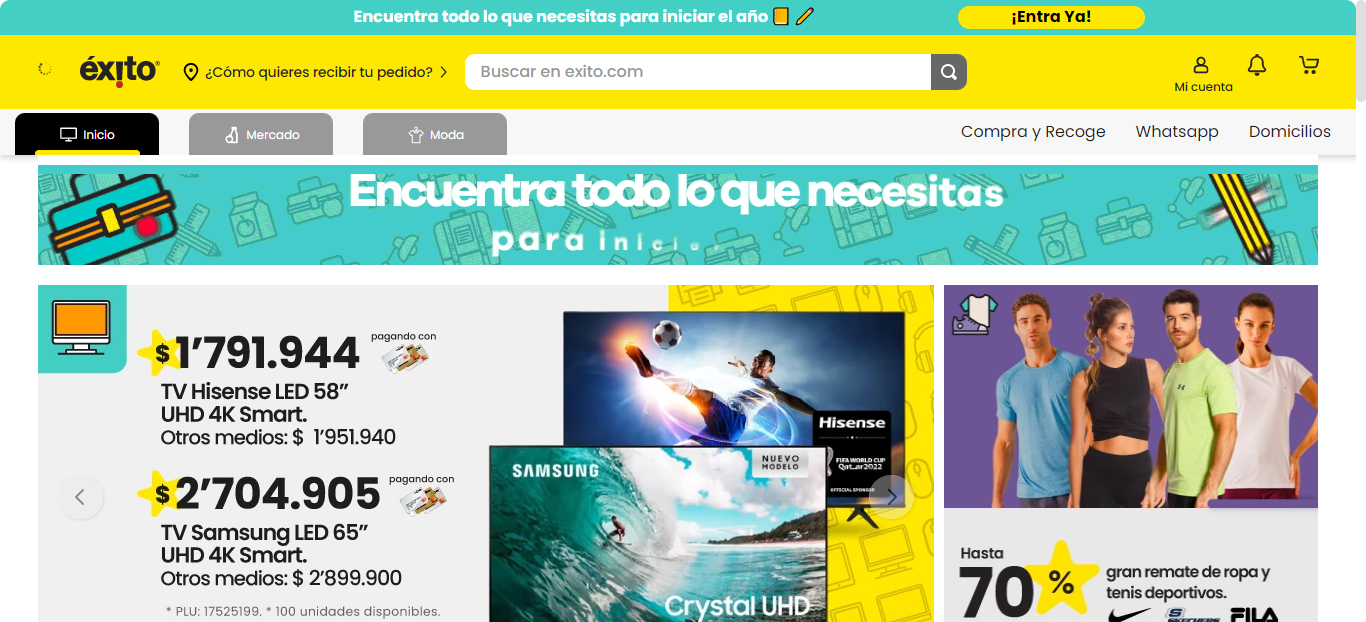 Encuentra todo lo que necesitas para iniciar el año
¡Entra Ya!
éxito
¿Cómo quieres recibir tu pedido?
Buscar en exito.com
Mi cuenta
Inicio
Mercado
Moda
Compra y Recoge
Whatsapp
Domicilios
Encuentra todo lo que necesitas
para iniciar
$1'791.944
pagando con
TV Hisense LED 58”
UHD 4K Smart.
Otros medios: $ 1'951.940
$2'704.905
pagando con
TV Samsung LED 65”
UHD 4K Smart.
Otros medios: $ 2'899.900
* PLU: 17525199. * 100 unidades disponibles.
Hisense
FIFA WORLD CUP
Qatar2022
OFFICIAL SPONSOR
SAMSUNG
NUEVO
MODELO
Crystal UHD
Hasta
70%
gran remate de ropa y
tenis deportivos.
SKECHERS
FILA